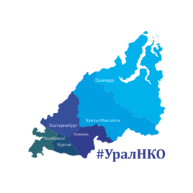 Салехард
Ханты-Мансийск
Екатеринбург
Тюмень
Челябинск
Курган
#УралНКО